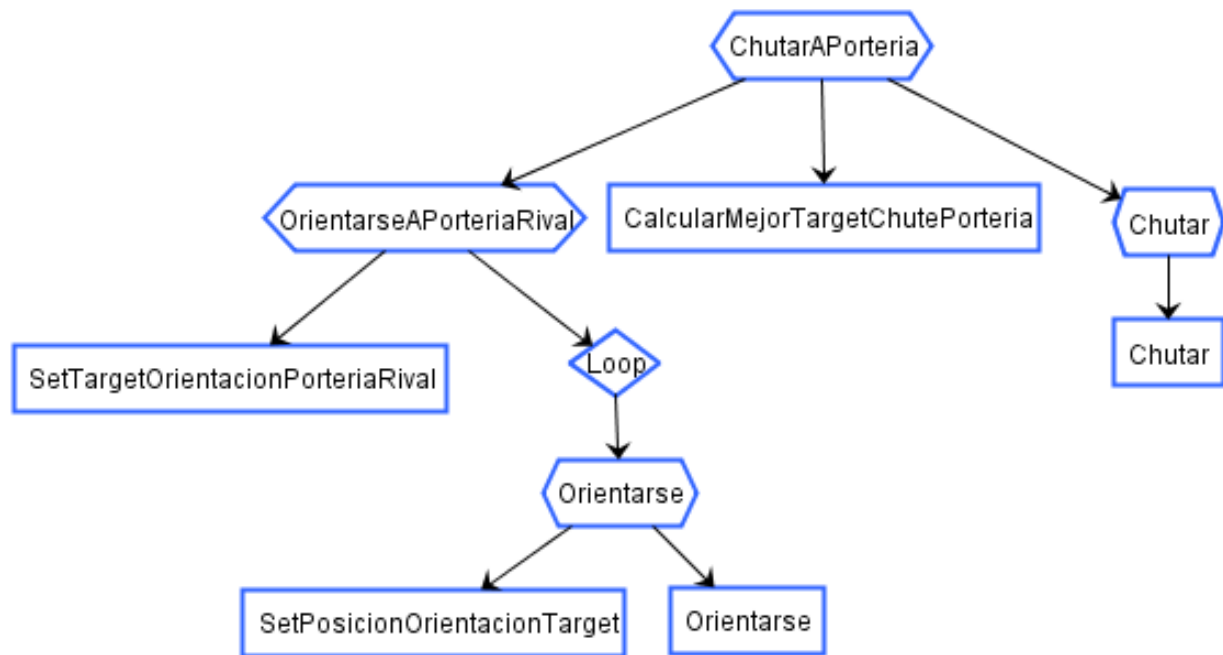 ChutarAPorteria
OrientarseAPorteriaRival
CalcularMejorTargetChutePorteria
Chutar
SetTargetOrientacionPorteriaRival
Loop
Chutar
Orientarse
SetPosicionOrientacionTarget
Orientarse